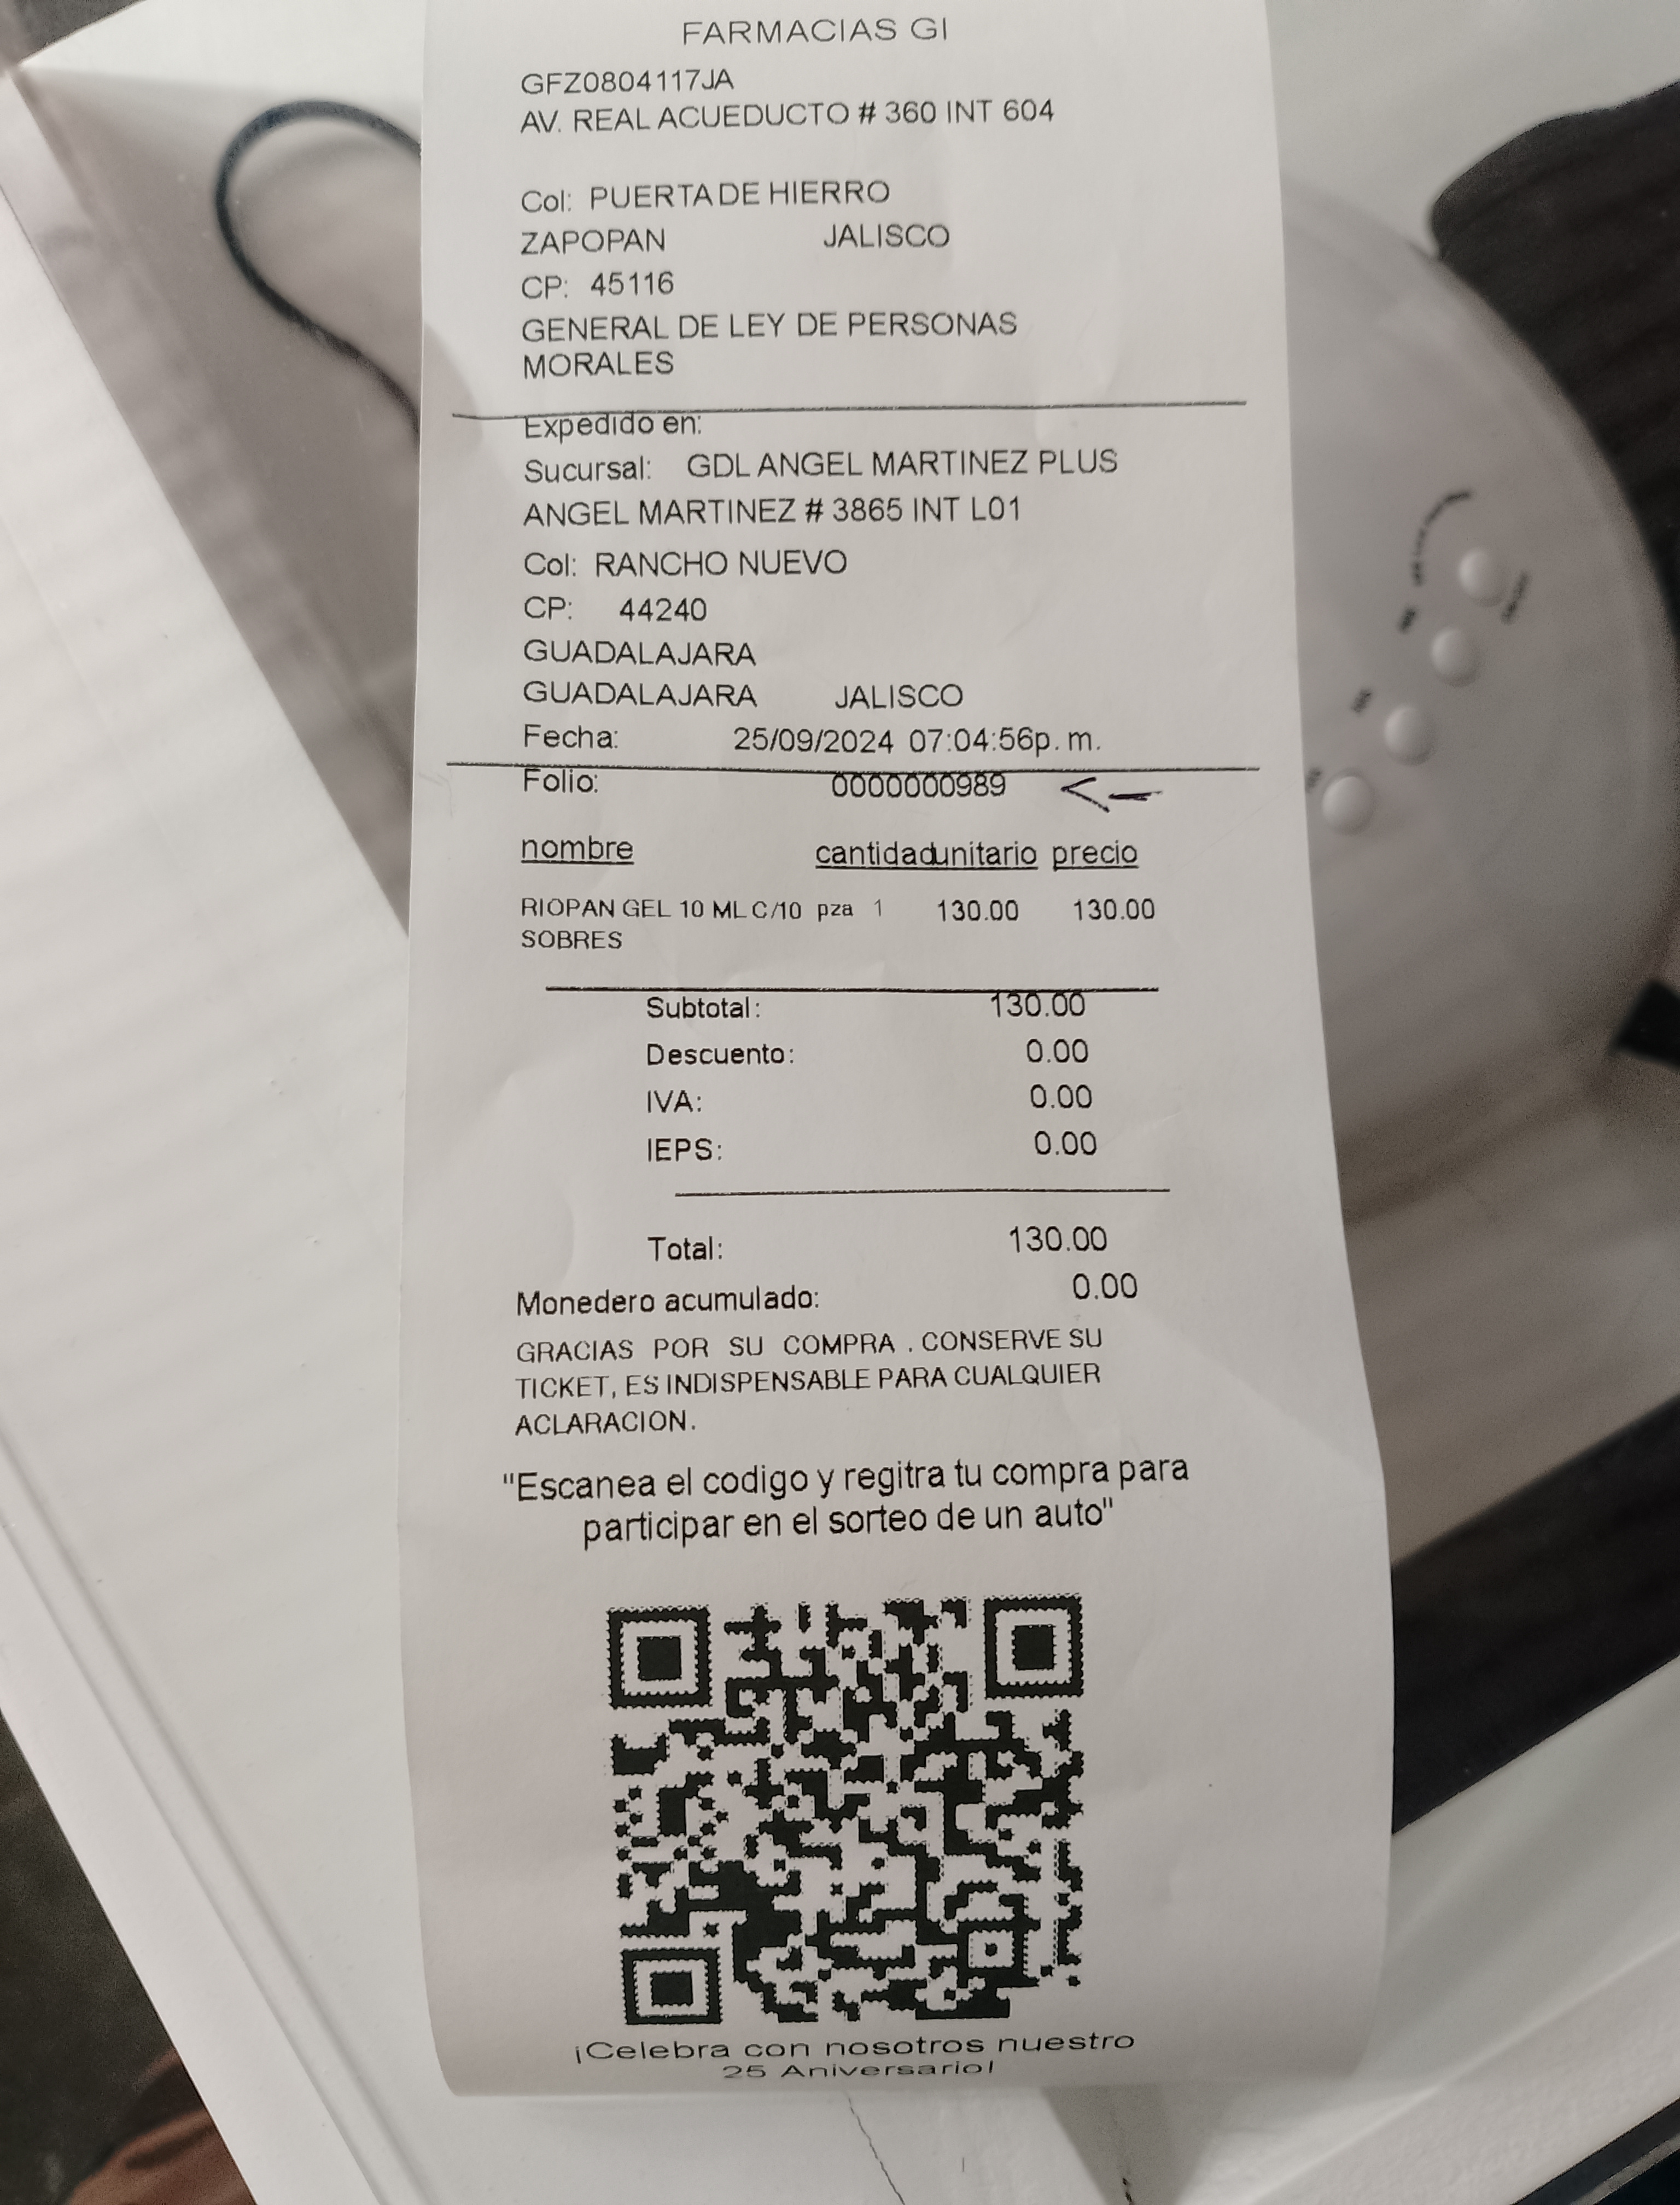 FARMACIAS GI
GFZ0804117JA
AV. REAL ACUEDUCTO # 360 INT 604
Col: PUERTA DE HIERRO
ZAPOPAN JALISCO
CP: 45116
GENERAL DE LEY DE PERSONAS
MORALES
Expedido en:
Sucursal: GDL ANGEL MARTINEZ PLUS
ANGEL MARTINEZ # 3865 INT L01
Col: RANCHO NUEVO
CP: 44240
GUADALAJARA
GUADALAJARA JALISCO
Fecha: 25/09/2024 07:04:56p. m.
Folio: 0000000989
nombre cantidad unitario precio
RIOPAN GEL 10 ML C/10 pza 1 130.00 130.00
SOBRES
Subtotal: 130.00
Descuento: 0.00
IVA: 0.00
IEPS: 0.00
Total: 130.00
Monedero acumulado: 0.00
GRACIAS POR SU COMPRA . CONSERVE SU
TICKET, ES INDISPENSABLE PARA CUALQUIER
ACLARACION.
"Escanea el codigo y regitra tu compra para
participar en el sorteo de un auto"
¡Celebra con nosotros nuestro
25 Aniversario!